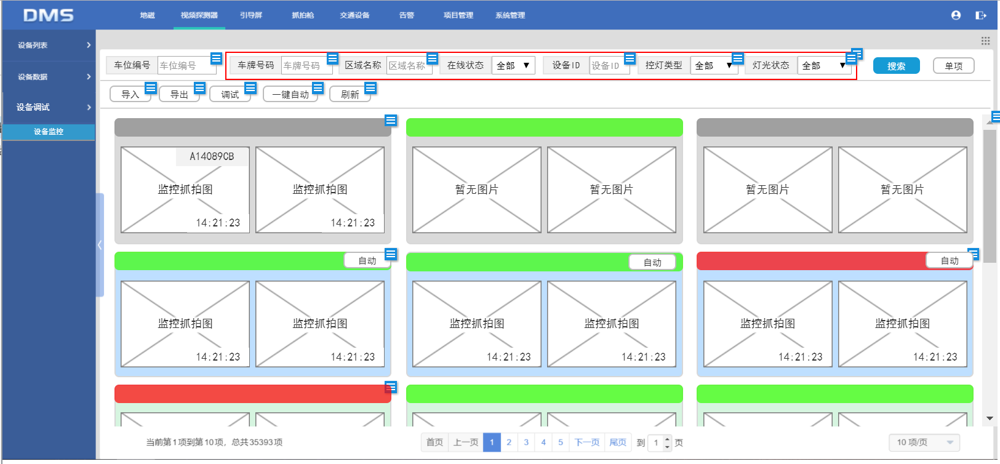 DMS 地磁 视频探测器 引导屏 抓拍枪 交通设备 告警 项目管理 系统管理
设备列表
设备数据
设备调试
设备监控
车位编号 车位编号 车牌号码 车牌号码 区域名称 区域名称 在线状态 全部 ▼ 设备ID 设备ID 控灯类型 全部 ▼ 灯光状态 全部 ▼ 搜索 单项
导入 导出 调试 一键自动 刷新
A14089CB
监控抓拍图 监控抓拍图 暂无图片 暂无图片 暂无图片 暂无图片
14:21:23 14:21:23
自动 自动 自动
监控抓拍图 监控抓拍图 监控抓拍图 监控抓拍图 监控抓拍图 监控抓拍图
14:21:23 14:21:23 14:21:23 14:21:23 14:21:23 14:21:23
当前第1项到第10项，总共35393项 首页 上一页 1 2 3 4 5 下一页 尾页 到 1 页 10 项/页